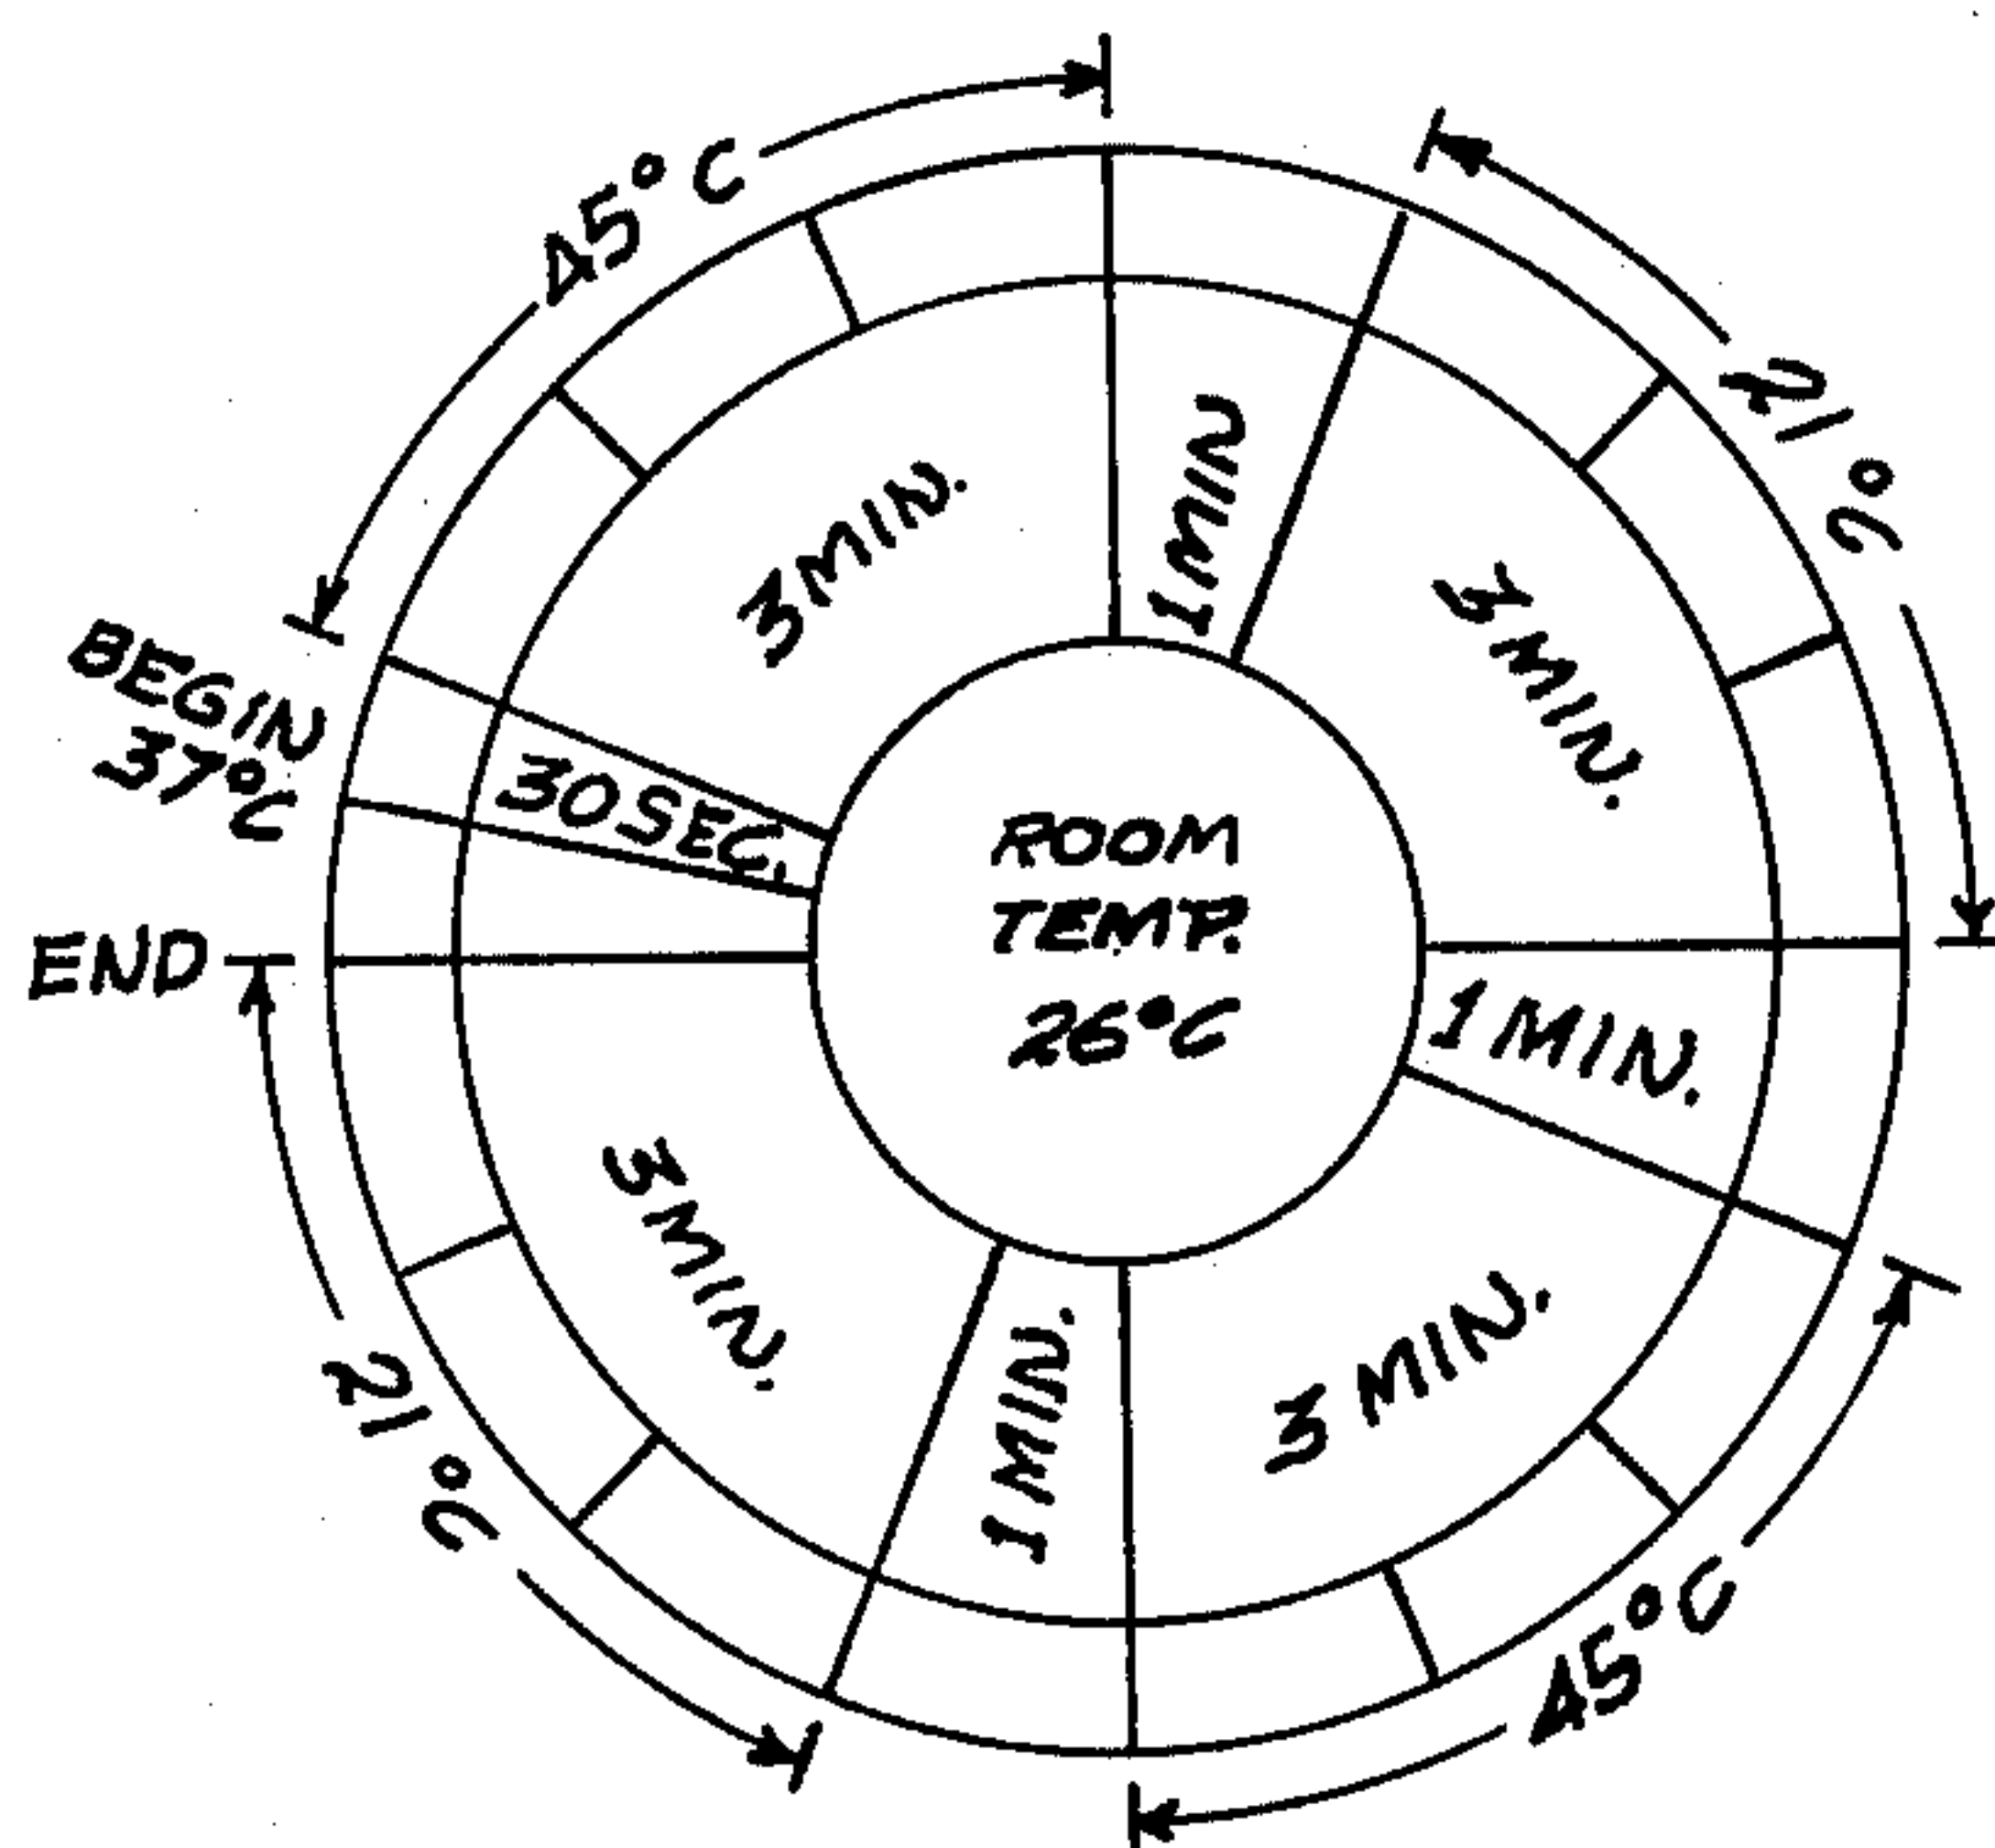 BEGIN
37°C
30 SEC.
45°C
3 MIN.
1 MIN
21°C
3 MIN.
1 MIN.
45°C
3 MIN.
1 MIN.
21°C
3 MIN.
END
ROOM
TEMP.
26°C